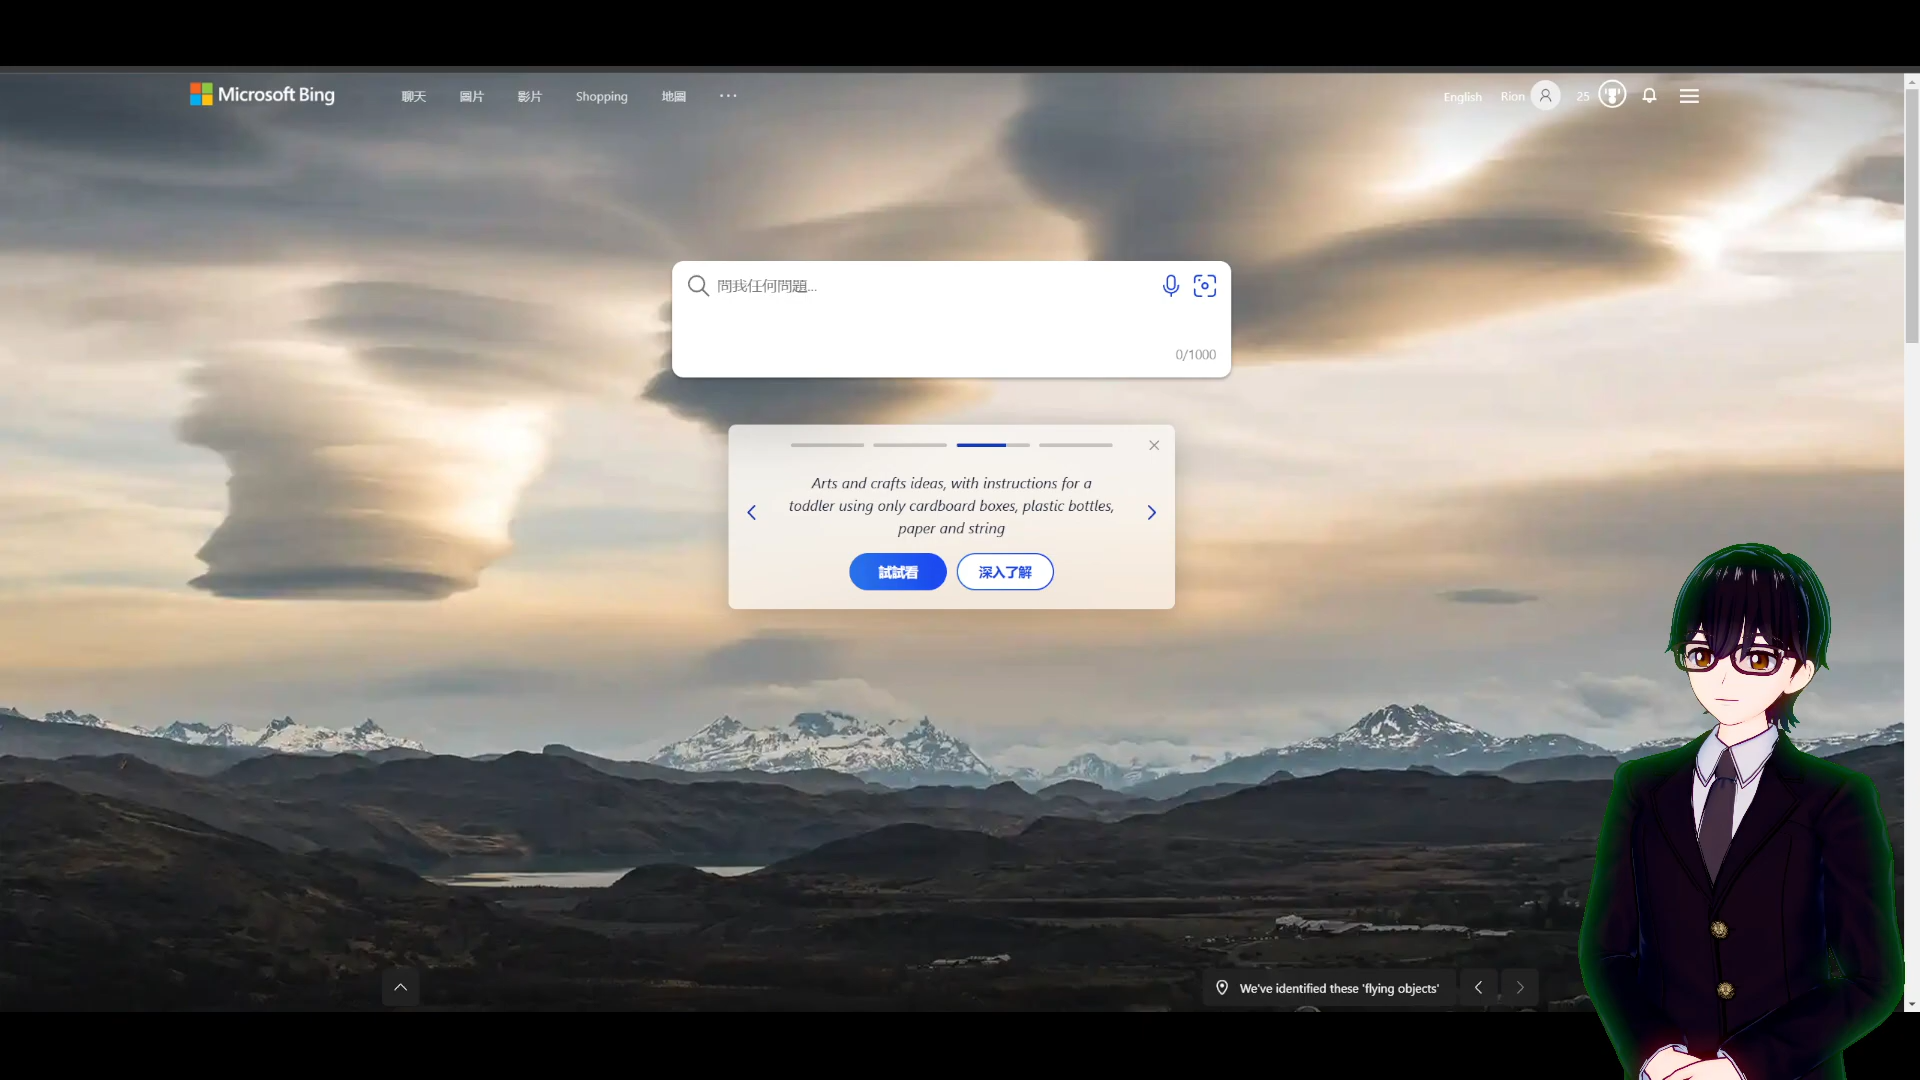 Microsoft Bing
聊天
圖片
影片
Shopping
地圖
English
Rion
25
問我任何問題...
0/1000
Arts and crafts ideas, with instructions for a
toddler using only cardboard boxes, plastic bottles,
paper and string
試試看
深入了解
We've identified these 'flying objects'